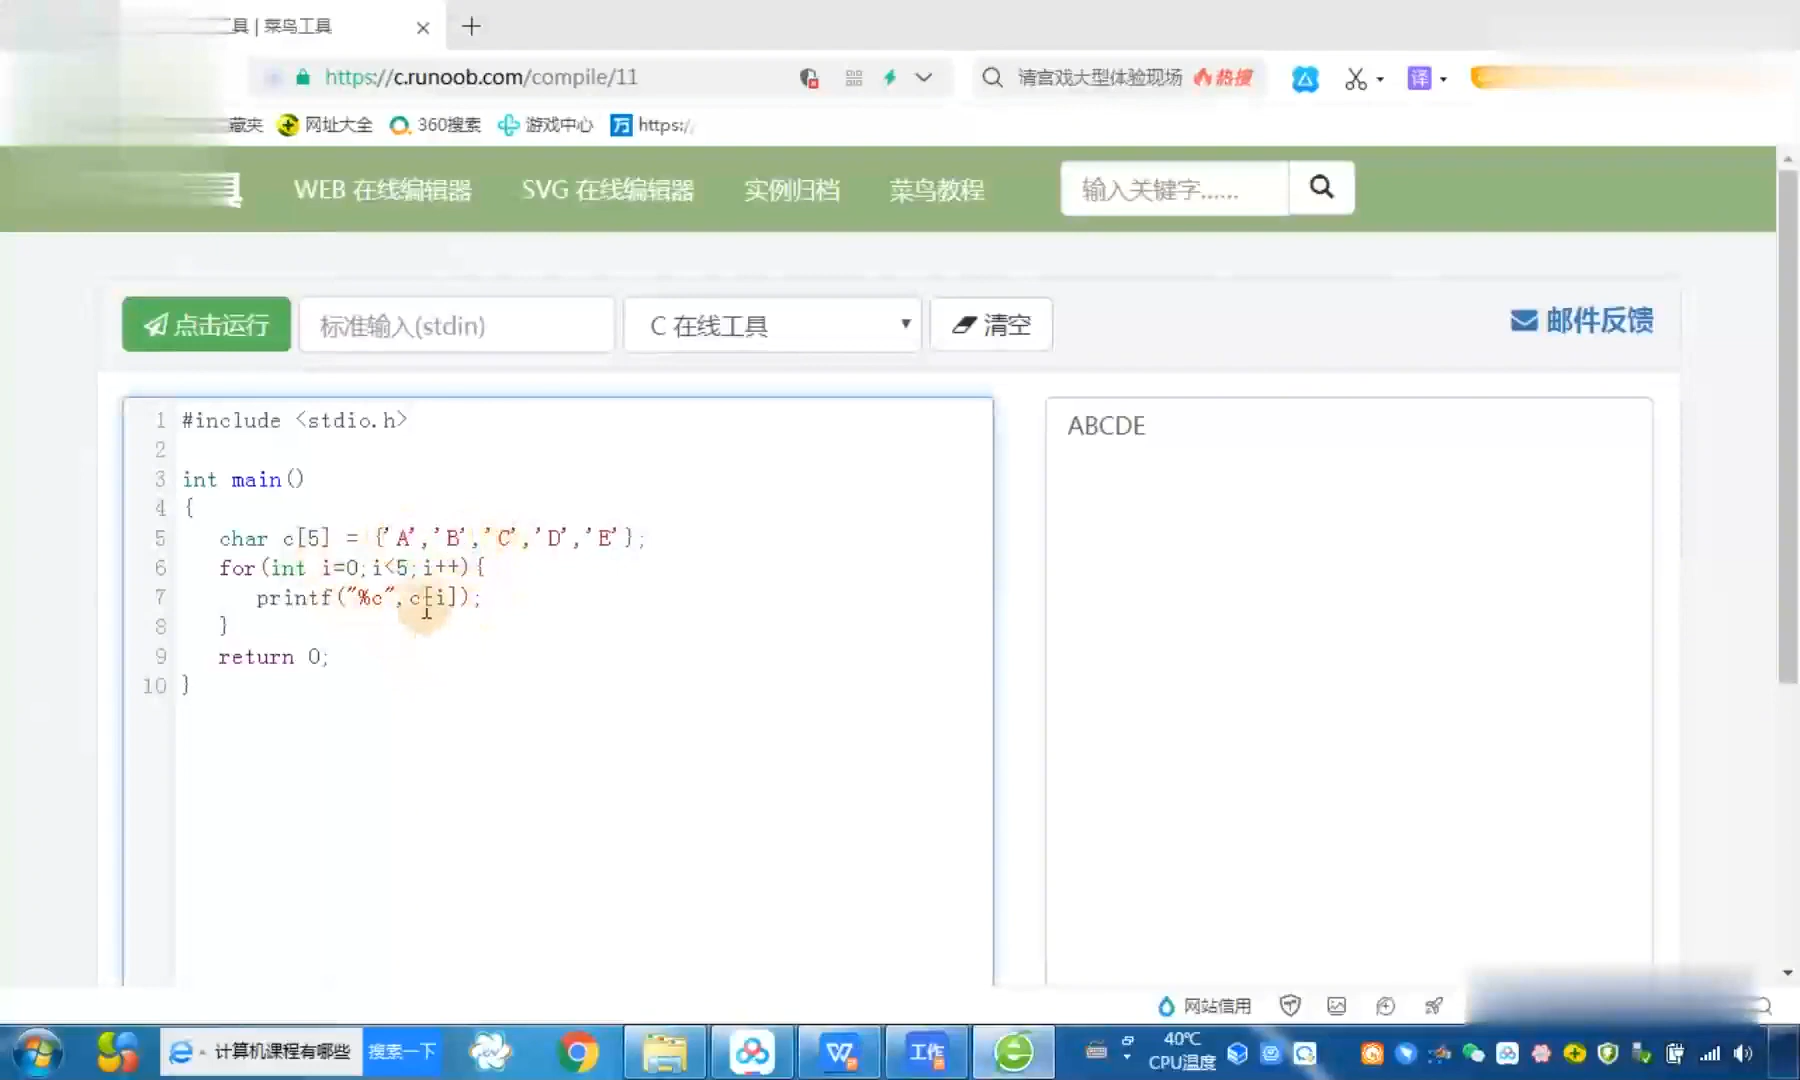 具 | 菜鸟工具
https://c.runoob.com/compile/11
请宫戏大型体验现场 热搜
译
藏夹 网址大全 360搜索 游戏中心 万 https:/
WEB 在线编辑器 SVG 在线编辑器 实例归档 菜鸟教程 输入关键字......
点击运行 标准输入(stdin) C 在线工具 清空 邮件反馈
1 #include <stdio.h>
2
3 int main()
4 {
5 char c[5] = {'A','B','C','D','E'};
6 for(int i=0;i<5;i++){
7 printf("%c",c[i]);
8 }
9 return 0;
10 }
ABCDE
网站信用
计算机课程有哪些 搜索一下
工作
40℃
CPU温度